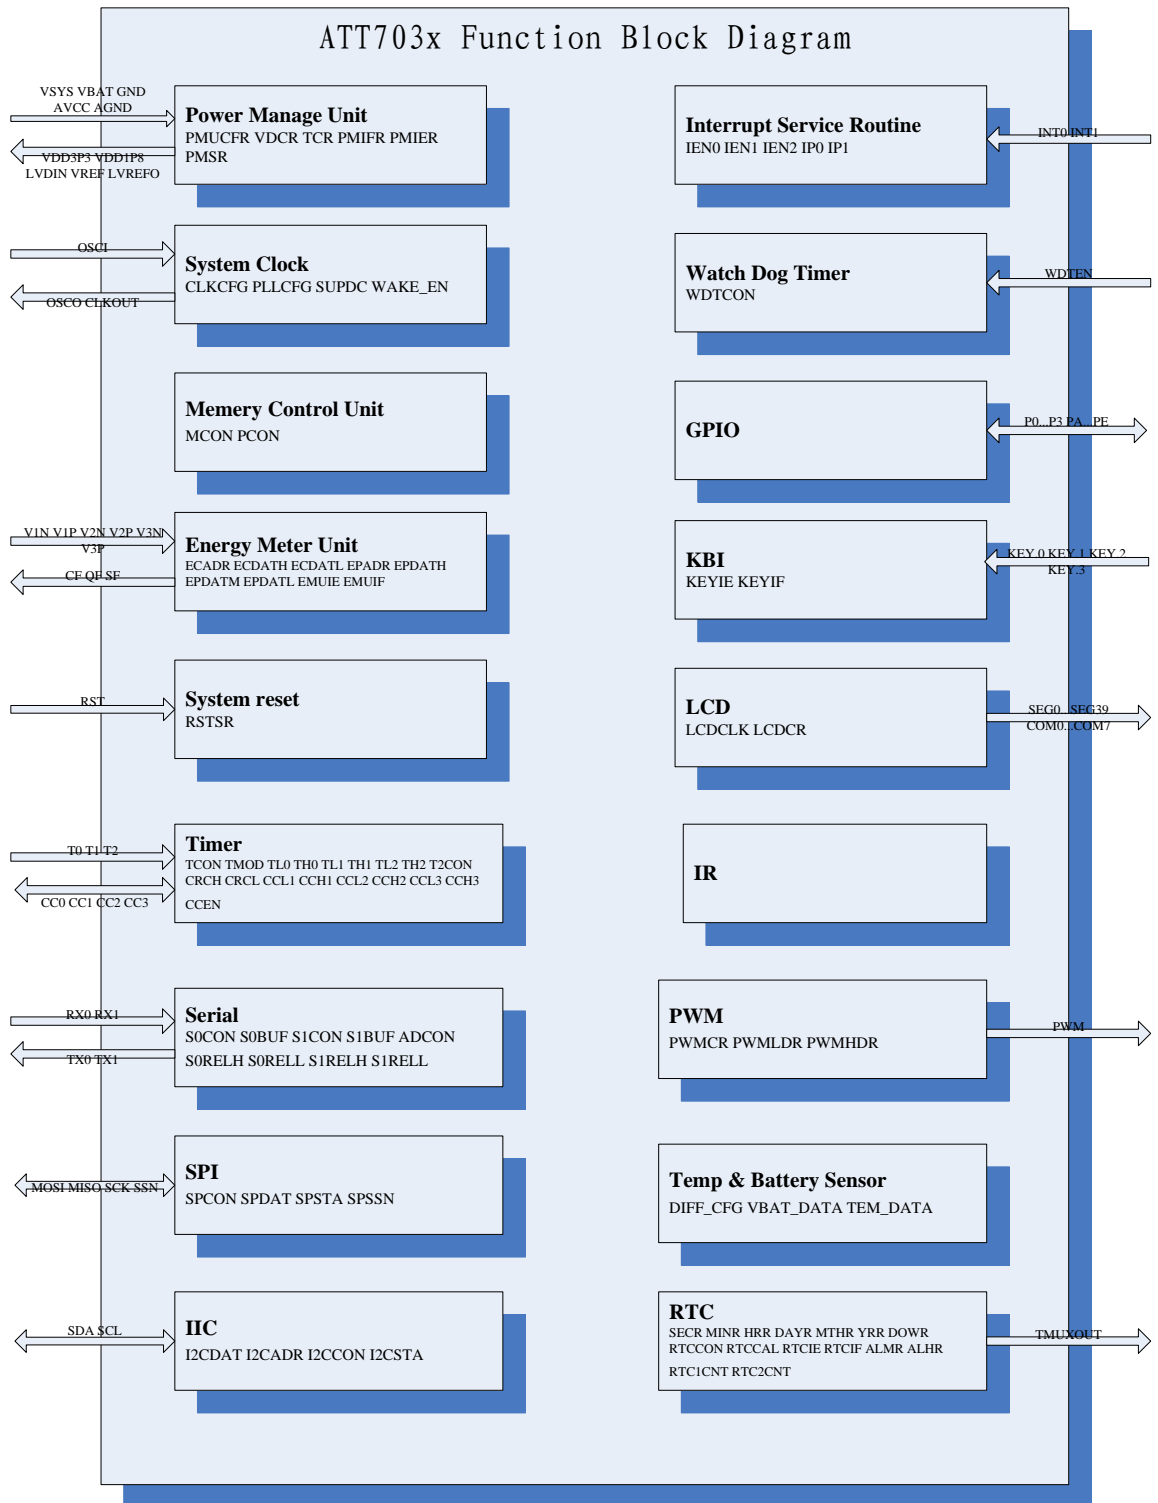 ATT703x Function Block Diagram
VSYS VBAT GND
AVCC AGND
VDD3P3 VDD1P8
LVDIN VREF LVREFO
Power Manage Unit
PMUCFR VDCR TCR PMIFR PMIER
PMSR
Interrupt Service Routine
IEN0 IEN1 IEN2 IP0 IP1
INT0 INT1
OSCI
OSCO CLKOUT
System Clock
CLKCFG PLLCFG SUPDC WAKE_EN
Watch Dog Timer
WDTCON
WDTEN
Memery Control Unit
MCON PCON
GPIO
P0...P3 PA...PE
V1N V1P V2N V2P V3N
V3P
CF QF SF
Energy Meter Unit
ECADR ECDATH ECDATL EPADR EPDATH
EPDATM EPDATL EMUIE EMUIF
KBI
KEYIE KEYIF
KEY.0 KEY.1 KEY.2
KEY.3
RST
System reset
RSTSR
LCD
LCDCLK LCDCR
SEG0...SEG39
COM0...COM7
T0 T1 T2
CC0 CC1 CC2 CC3
Timer
TCON TMOD TL0 TH0 TL1 TH1 TL2 TH2 T2CON
CRCH CRCL CCL1 CCH1 CCL2 CCH2 CCL3 CCH3
CCEN
IR
RX0 RX1
TX0 TX1
Serial
S0CON S0BUF S1CON S1BUF ADCON
S0RELH S0RELL S1RELH S1RELL
PWM
PWMCR PWMLDR PWMHDR
PWM
MOSI MISO SCK SSN
SPI
SPCON SPDAT SPSTA SPSSN
Temp & Battery Sensor
DIFF_CFG VBAT_DATA TEM_DATA
SDA SCL
IIC
I2CDAT I2CADR I2CCON I2CSTA
RTC
SECR MINR HRR DAYR MTHR YRR DOWR
RTCCON RTCCAL RTCIE RTCIF ALMR ALHR
RTC1CNT RTC2CNT
TMUXOUT